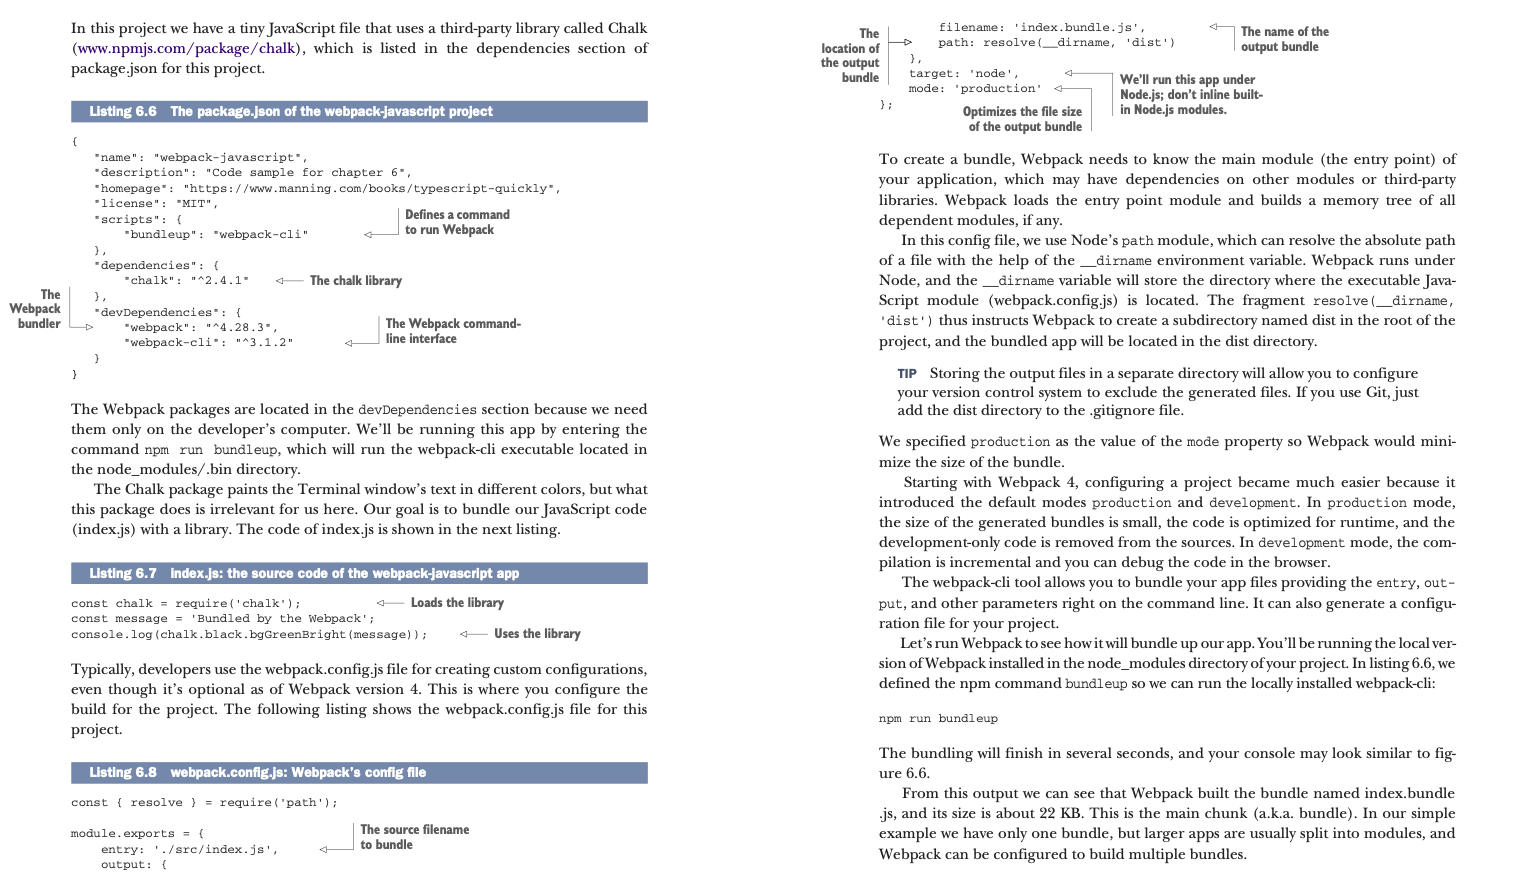 In this project we have a tiny JavaScript file that uses a third-party library called Chalk
(www.npmjs.com/package/chalk), which is listed in the dependencies section of
package.json for this project.
Listing 6.6 The package.json of the webpack-javascript project
{
"name": "webpack-javascript",
"description": "Code sample for chapter 6",
"homepage": "https://www.manning.com/books/typescript-quickly",
"license": "MIT",
"scripts": {
"bundleup": "webpack-cli"
Defines a command
to run Webpack
},
"dependencies": {
"chalk": "^2.4.1"
The chalk library
},
"devDependencies": {
"webpack": "^4.28.3",
The
Webpack
bundler
"webpack-cli": "^3.1.2"
The Webpack command-
line interface
}
}
The Webpack packages are located in the devDependencies section because we need
them only on the developer's computer. We'll be running this app by entering the
command npm run bundleup, which will run the webpack-cli executable located in
the node_modules/.bin directory.
The Chalk package paints the Terminal window's text in different colors, but what
this package does is irrelevant for us here. Our goal is to bundle our JavaScript code
(index.js) with a library. The code of index.js is shown in the next listing.
Listing 6.7 index.js: the source code of the webpack-javascript app
const chalk = require('chalk');
Loads the library
const message = 'Bundled by the Webpack';
console.log(chalk.black.bgGreenBright(message));
Uses the library
Typically, developers use the webpack.config.js file for creating custom configurations,
even though it's optional as of Webpack version 4. This is where you configure the
build for the project. The following listing shows the webpack.config.js file for this
project.
Listing 6.8 webpack.config.js: Webpack's config file
const { resolve } = require('path');
module.exports = {
entry: './src/index.js',
The source filename
to bundle
output: {
filename: 'index.bundle.js',
The name of the
output bundle
path: resolve(__dirname, 'dist')
The
location of
the output
bundle
},
target: 'node',
We'll run this app under
Node.js; don't inline built-
in Node.js modules.
mode: 'production'
Optimizes the file size
of the output bundle
};
To create a bundle, Webpack needs to know the main module (the entry point) of
your application, which may have dependencies on other modules or third-party
libraries. Webpack loads the entry point module and builds a memory tree of all
dependent modules, if any.
In this config file, we use Node's path module, which can resolve the absolute path
of a file with the help of the __dirname environment variable. Webpack runs under
Node, and the __dirname variable will store the directory where the executable Java-
Script module (webpack.config.js) is located. The fragment resolve(__dirname,
'dist') thus instructs Webpack to create a subdirectory named dist in the root of the
project, and the bundled app will be located in the dist directory.
TIP Storing the output files in a separate directory will allow you to configure
your version control system to exclude the generated files. If you use Git, just
add the dist directory to the .gitignore file.
We specified production as the value of the mode property so Webpack would mini-
mize the size of the bundle.
Starting with Webpack 4, configuring a project became much easier because it
introduced the default modes production and development. In production mode,
the size of the generated bundles is small, the code is optimized for runtime, and the
development-only code is removed from the sources. In development mode, the com-
pilation is incremental and you can debug the code in the browser.
The webpack-cli tool allows you to bundle your app files providing the entry, out-
put, and other parameters right on the command line. It can also generate a configu-
ration file for your project.
Let's run Webpack to see how it will bundle up our app. You'll be running the local ver-
sion of Webpack installed in the node_modules directory of your project. In listing 6.6, we
defined the npm command bundleup so we can run the locally installed webpack-cli:
npm run bundleup
The bundling will finish in several seconds, and your console may look similar to fig-
ure 6.6.
From this output we can see that Webpack built the bundle named index.bundle
.js, and its size is about 22 KB. This is the main chunk (a.k.a. bundle). In our simple
example we have only one bundle, but larger apps are usually split into modules, and
Webpack can be configured to build multiple bundles.